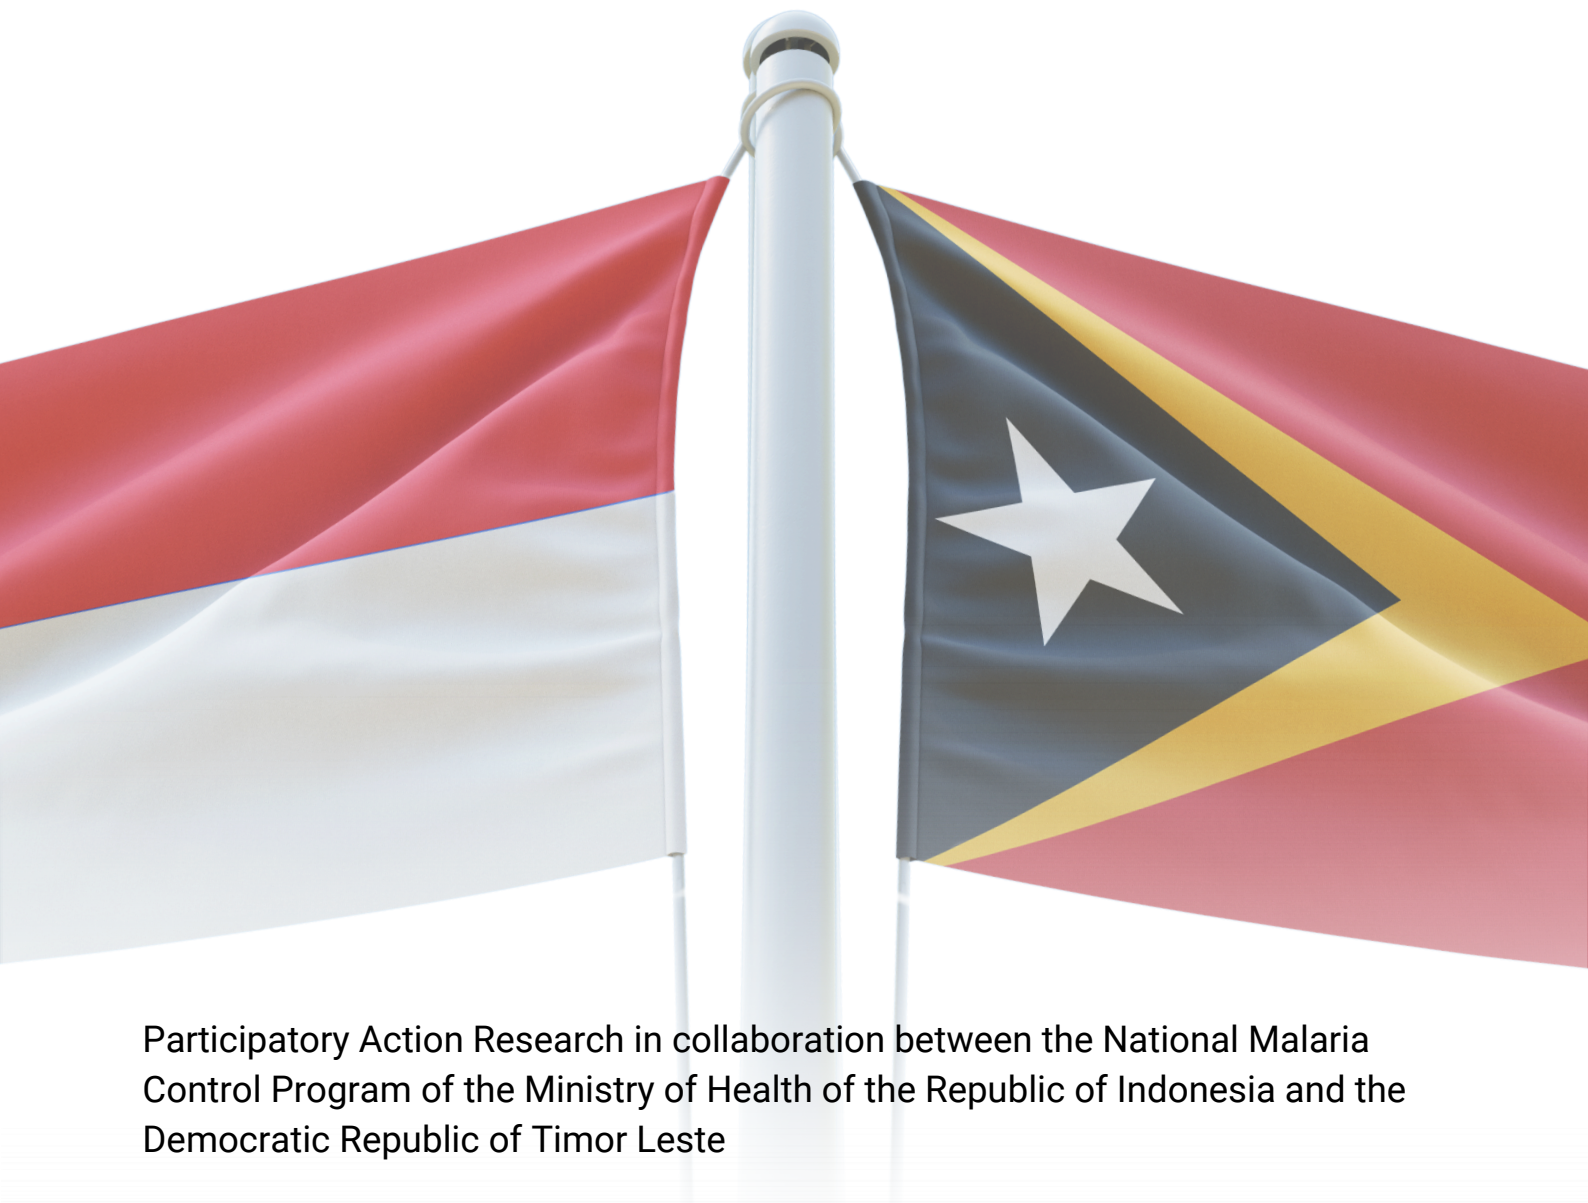 Participatory Action Research in collaboration between the National Malaria
Control Program of the Ministry of Health of the Republic of Indonesia and the
Democratic Republic of Timor Leste